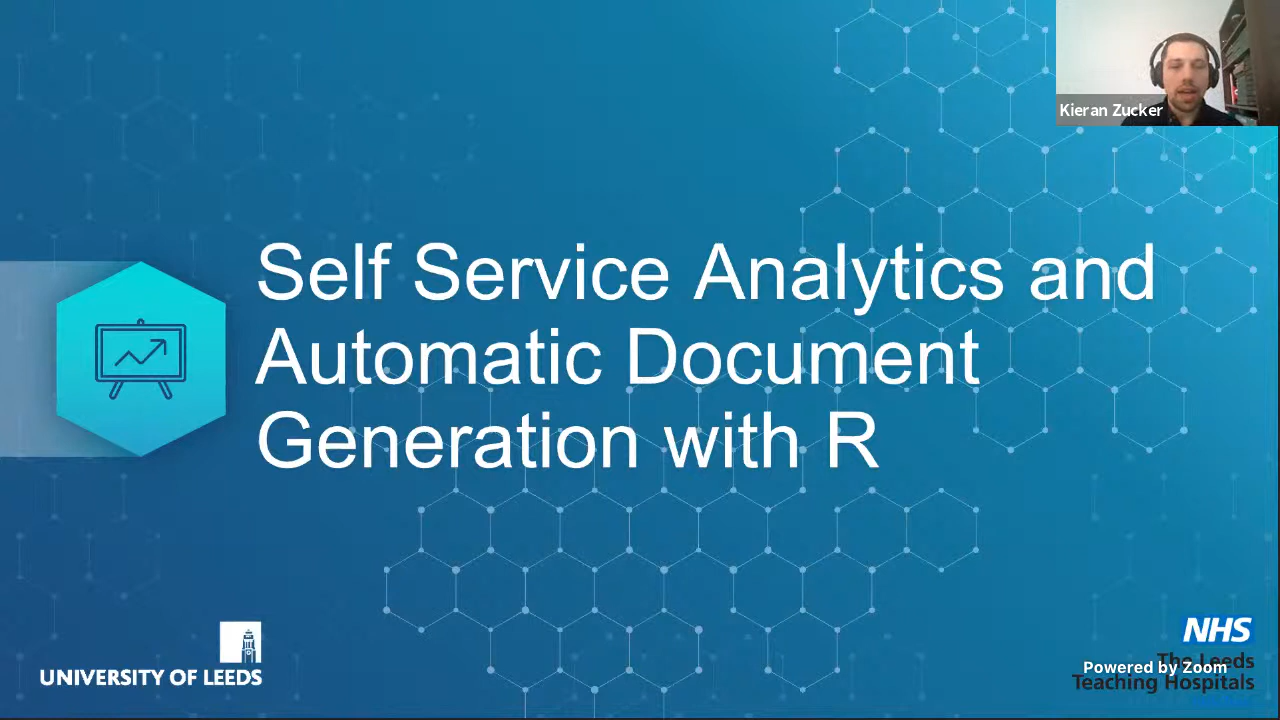 Kieran Zucker
Self Service Analytics and
Automatic Document
Generation with R
UNIVERSITY OF LEEDS
NHS
The Leeds
Powered by Zoom
Teaching Hospitals